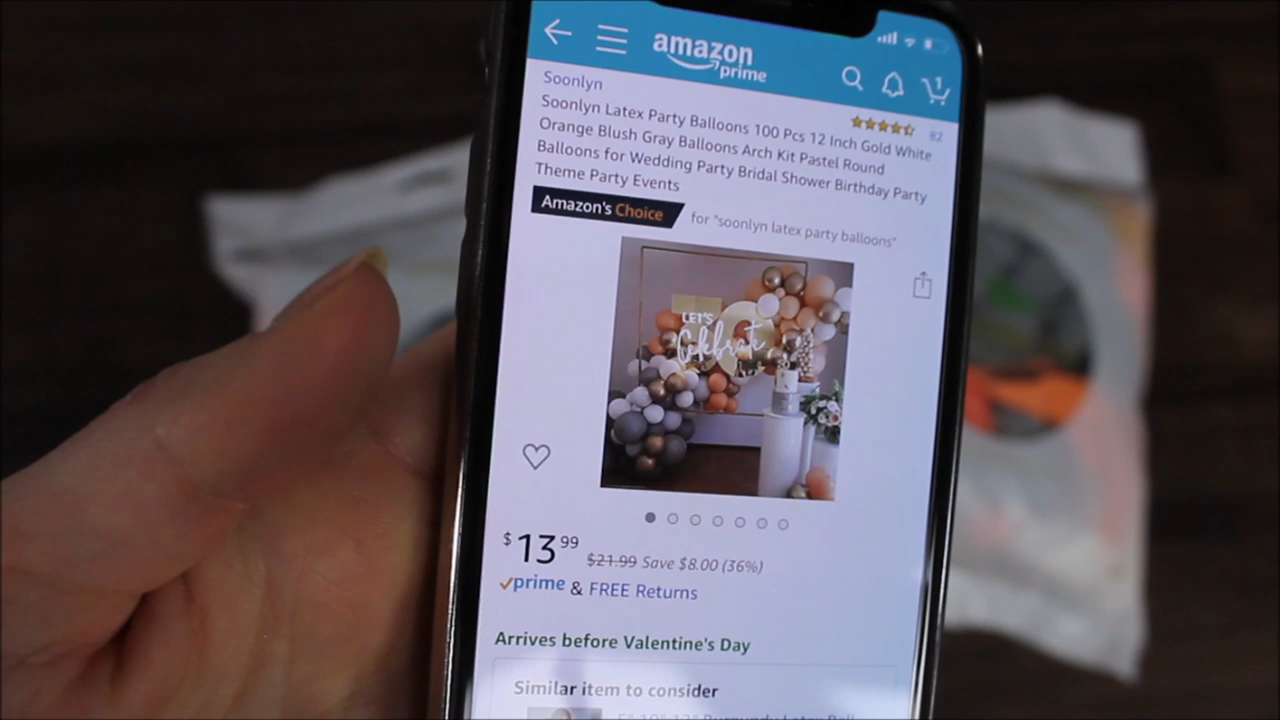 amazon
prime
1
Soonlyn
82
Soonlyn Latex Party Balloons 100 Pcs 12 Inch Gold White
Orange Blush Gray Balloons Arch Kit Pastel Round
Balloons for Wedding Party Bridal Shower Birthday Party
Theme Party Events
Amazon's Choice for "soonlyn latex party balloons"
LET'S
Celebrate
$13.99 $21.99 Save $8.00 (36%)
prime & FREE Returns
Arrives before Valentine's Day
Similar item to consider